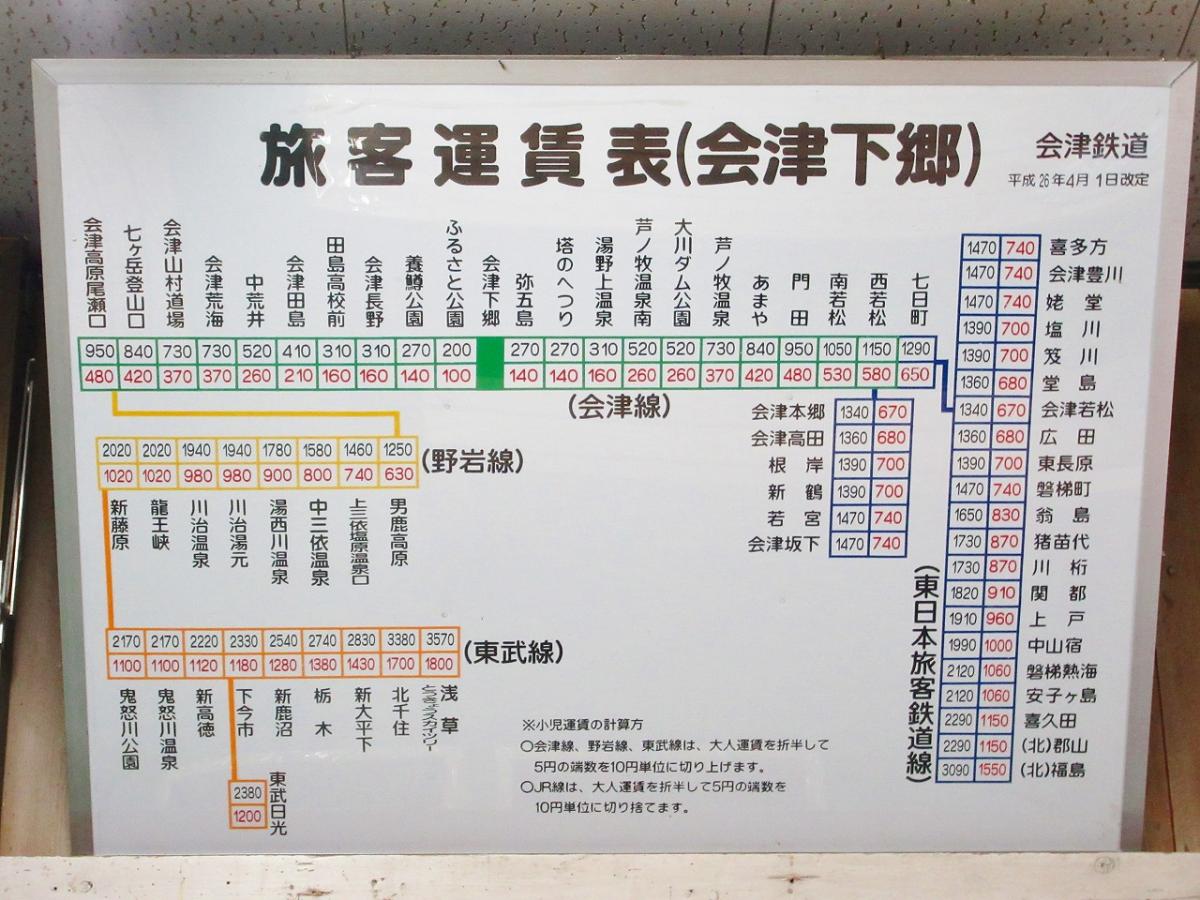 旅客運賃表(会津下郷)
会津鉄道
平成26年4月1日改定
会津高原尾瀬口 七ヶ岳登山口 会津山村道場 会津荒海 中荒井 会津田島 田島高校前 会津長野 養鱒公園 ふるさと公園 会津下郷 弥五島 塔のへつり 湯野上温泉 芦ノ牧温泉南 大川ダム公園 芦ノ牧温泉 あまや 門田 南若松 西若松 七日町
950 840 730 730 520 410 310 310 270 200 270 270 310 520 520 730 840 950 1050 1150 1290
480 420 370 370 260 210 160 160 140 100 140 140 160 260 260 370 420 480 530 580 650
(会津線)
2020 2020 1940 1940 1780 1580 1460 1250
1020 1020 980 980 900 800 740 630
(野岩線)
新藤原 龍王峡 川治温泉 川治湯元 湯西川温泉 中三依温泉 上三依塩原温泉口 男鹿高原
2170 2170 2220 2330 2540 2740 2830 3380 3570
1100 1100 1120 1180 1280 1380 1430 1700 1800
(東武線)
鬼怒川公園 鬼怒川温泉 新高徳 下今市 新鹿沼 栃木 新大平下 北千住 浅草 とうきょうスカイツリー
2380
1200
東武日光
会津本郷 1340 670
会津高田 1360 680
根岸 1390 700
新鶴 1390 700
若宮 1470 740
会津坂下 1470 740
1470 740 喜多方
1470 740 会津豊川
1470 740 姥堂
1390 700 塩川
1390 700 笈川
1360 680 堂島
1340 670 会津若松
1360 680 広田
1390 700 東長原
1470 740 磐梯町
1650 830 翁島
1730 870 猪苗代
1730 870 川桁
1820 910 関都
1910 960 上戸
1990 1000 中山宿
2120 1060 磐梯熱海
2120 1060 安子ヶ島
2290 1150 喜久田
2290 1150 (北)郡山
3090 1550 (北)福島
(東日本旅客鉄道線)
※小児運賃の計算方
○会津線、野岩線、東武線は、大人運賃を折半して
5円の端数を10円単位に切り上げます。
○JR線は、大人運賃を折半して5円の端数を
10円単位に切り捨てます。